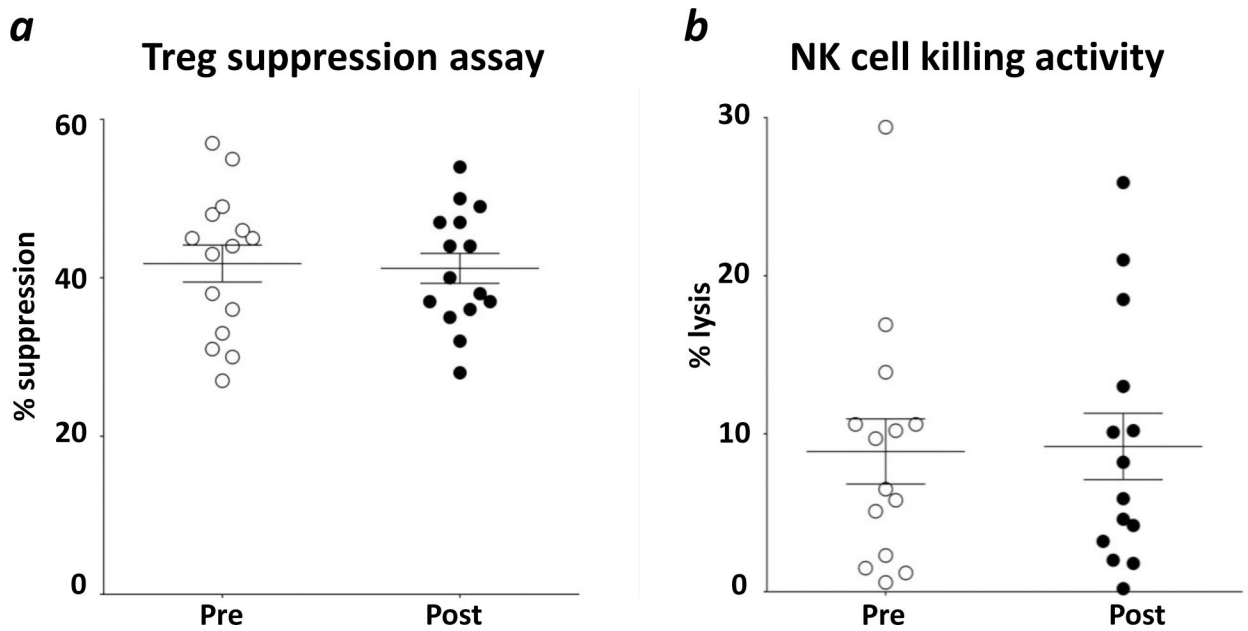 a
Treg suppression assay
% suppression
60
40
20
0
Pre
Post
b
NK cell killing activity
% lysis
30
20
10
0
Pre
Post